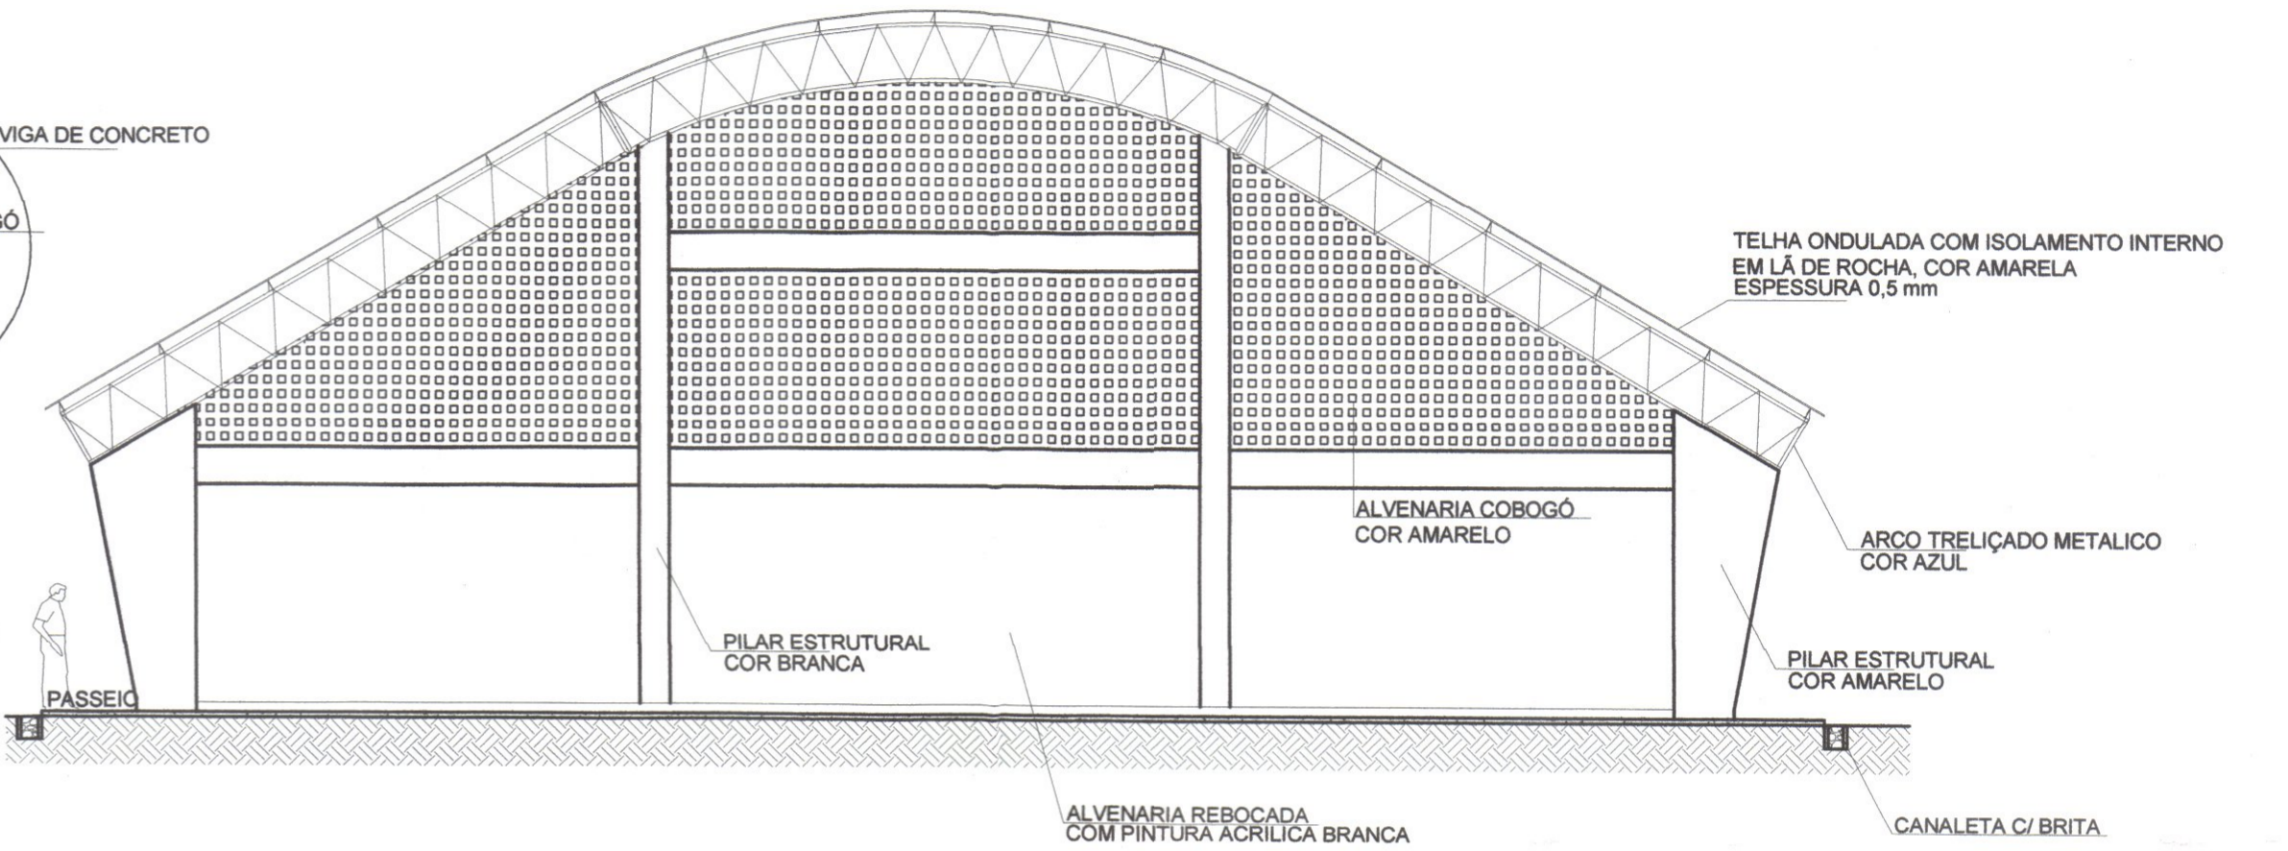 VIGA DE CONCRETO
TELHA ONDULADA COM ISOLAMENTO INTERNO
EM LÃ DE ROCHA, COR AMARELA
ESPESSURA 0,5 mm
ALVENARIA COBOGÓ
COR AMARELO
ARCO TRELIÇADO METALICO
COR AZUL
PILAR ESTRUTURAL
COR BRANCA
PILAR ESTRUTURAL
COR AMARELO
PASSEIO
ALVENARIA REBOCADA
COM PINTURA ACRILICA BRANCA
CANALETA C/ BRITA